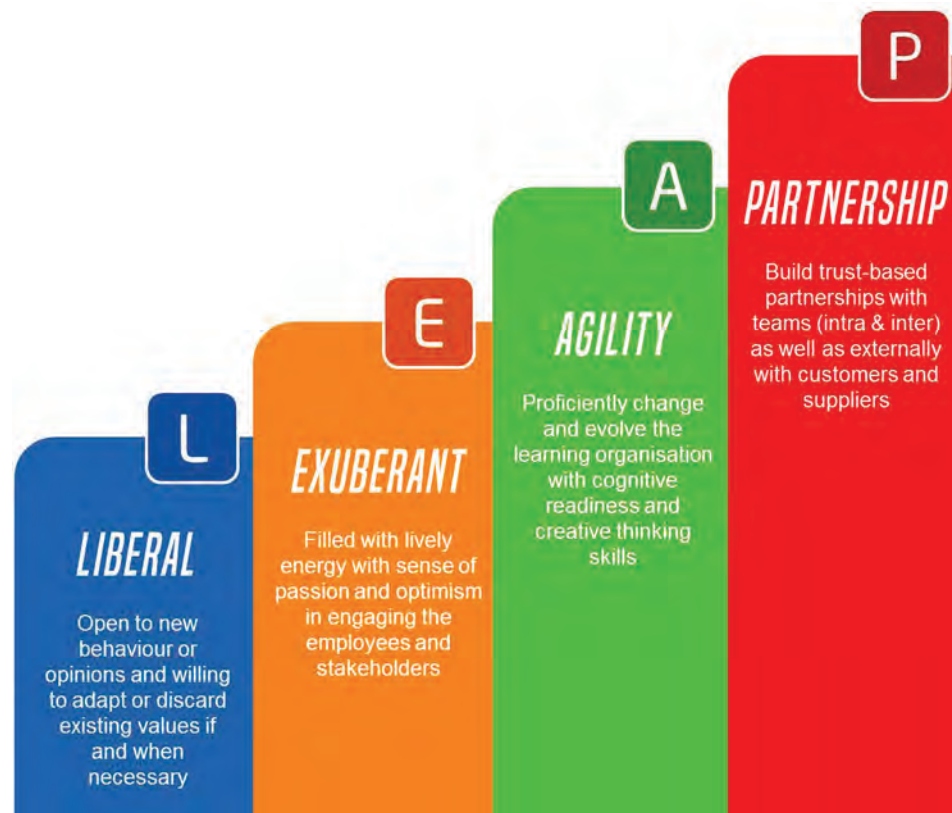 L
LIBERAL
Open to new
behaviour or
opinions and willing
to adapt or discard
existing values if
and when
necessary
E
EXUBERANT
Filled with lively
energy with sense of
passion and optimism
in engaging the
employees and
stakeholders
A
AGILITY
Proficiently change
and evolve the
learning organisation
with cognitive
readiness and
creative thinking
skills
P
PARTNERSHIP
Build trust-based
partnerships with
teams (intra & inter)
as well as externally
with customers and
suppliers